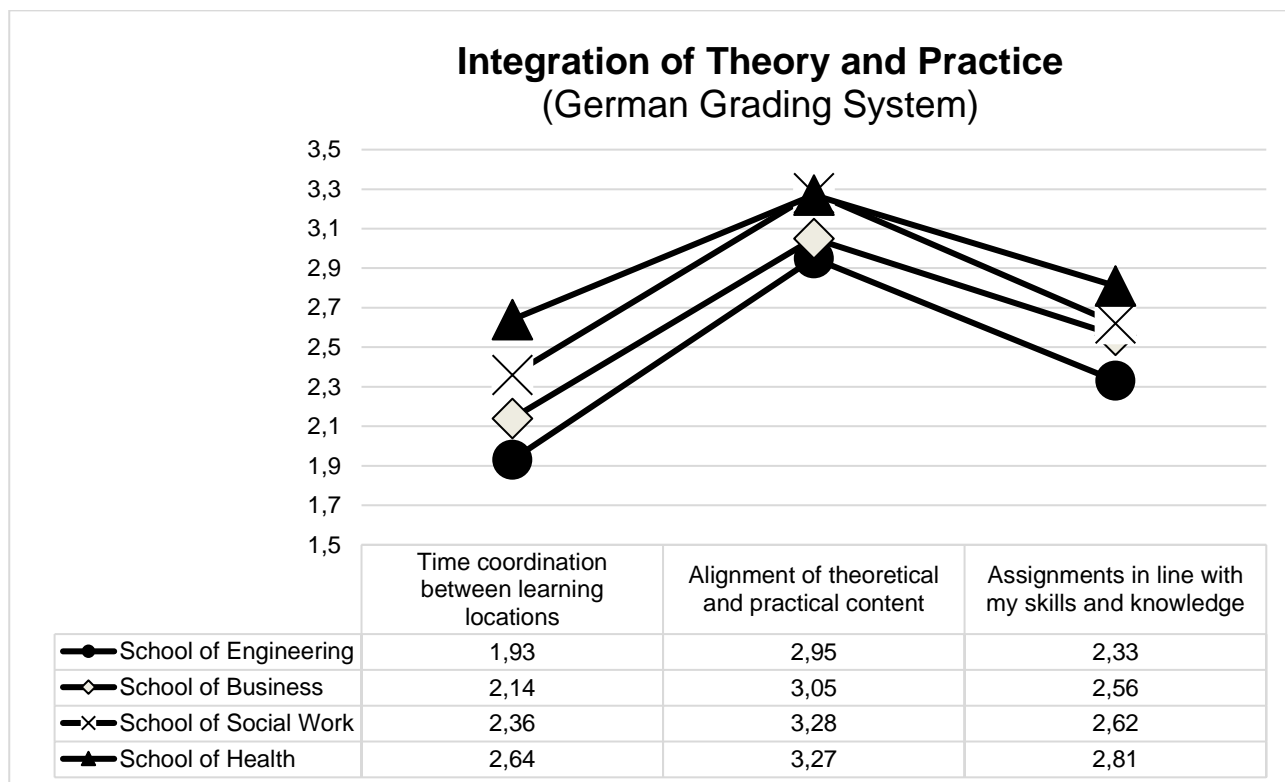 Integration of Theory and Practice
(German Grading System)
3,5
3,3
3,1
2,9
2,7
2,5
2,3
2,1
1,9
1,7
1,5
Time coordination
between learning
locations
Alignment of theoretical
and practical content
Assignments in line with
my skills and knowledge
School of Engineering 1,93 2,95 2,33
School of Business 2,14 3,05 2,56
School of Social Work 2,36 3,28 2,62
School of Health 2,64 3,27 2,81